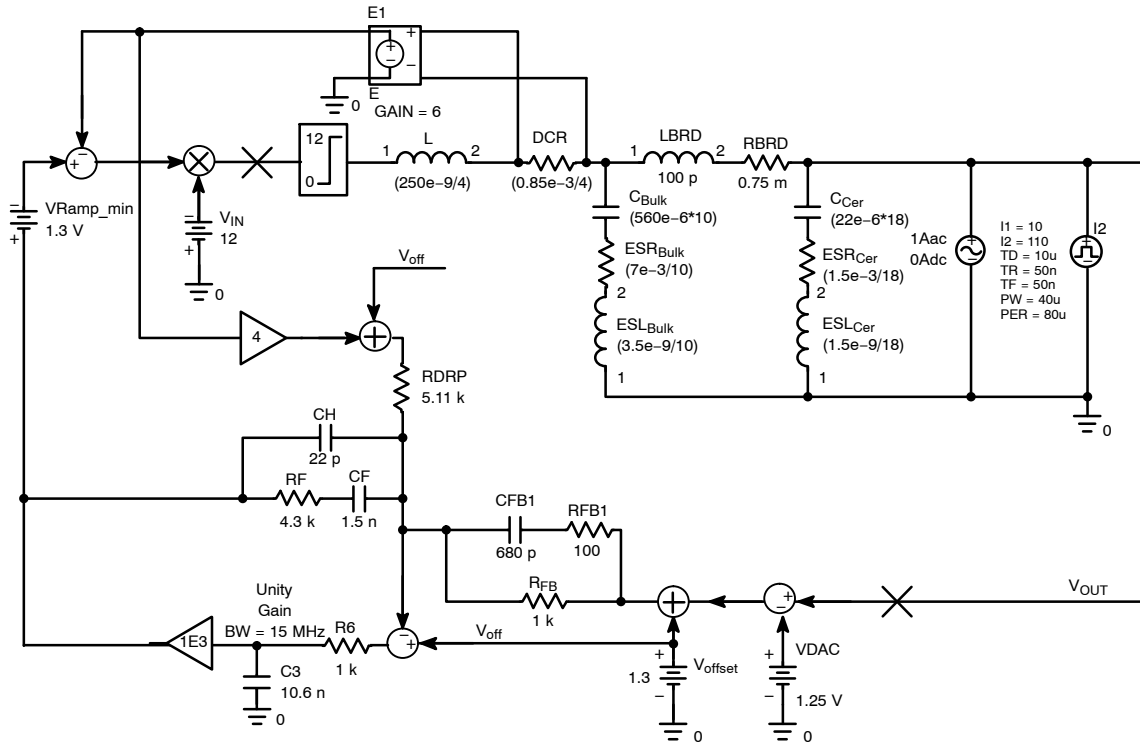 E1
+
+
−
−
E
0
GAIN = 6
12
0
1
L
2
(250e−9/4)
DCR
(0.85e−3/4)
1
LBRD
2
100 p
RBRD
0.75 m
+
−
−
+
VRamp_min
1.3 V
−
VIN
12
+
0
CBulk
(560e−6*10)
ESRBulk
(7e−3/10)
2
ESLBulk
(3.5e−9/10)
1
CCer
(22e−6*18)
ESRCer
(1.5e−3/18)
2
ESLCer
(1.5e−9/18)
1
1Aac
0Adc
+
−
I1 = 10
I2 = 110
TD = 10u
TR = 50n
TF = 50n
PW = 40u
PER = 80u
I2
+
−
0
Voff
4
RDRP
5.11 k
CH
22 p
RF
4.3 k
CF
1.5 n
CFB1
680 p
RFB1
100
RFB
1 k
Unity
Gain
BW = 15 MHz
1E3
R6
1 k
C3
10.6 n
0
−
+
Voff
+
1.3
Voffset
−
0
+
−
VOUT
+
VDAC
−
1.25 V
0